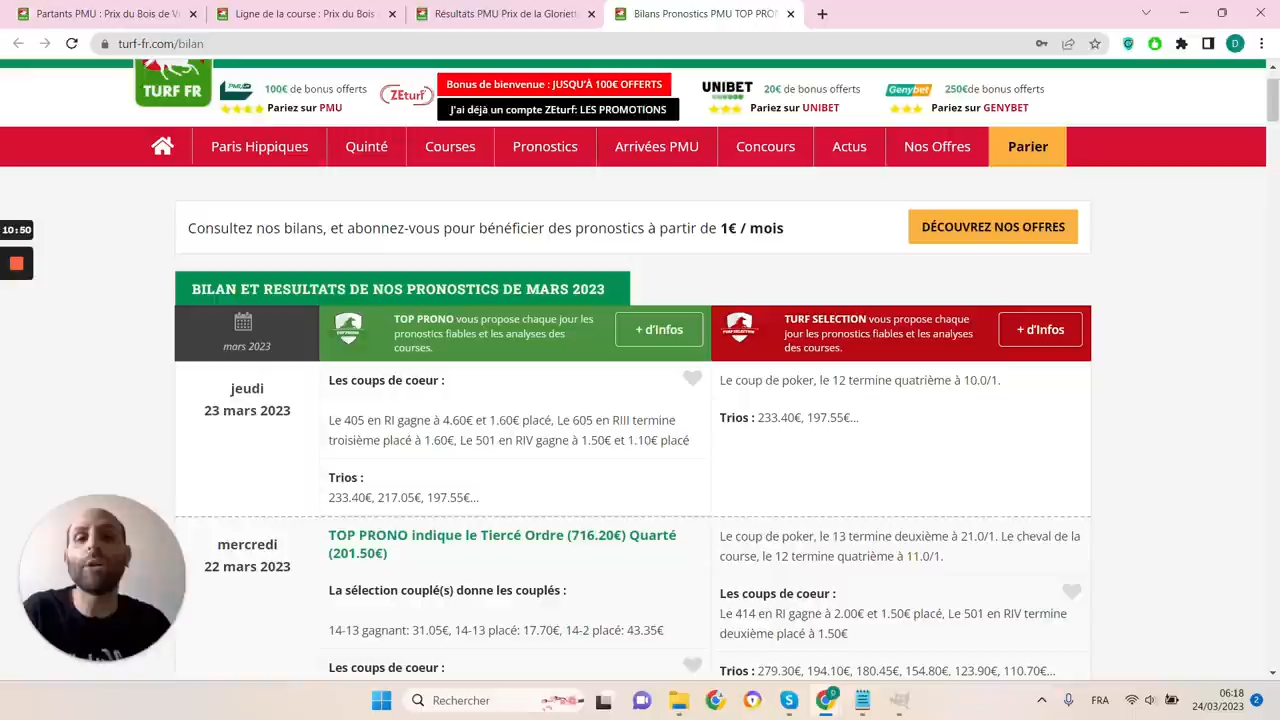 Partants PMU : Prix du Bois de V
Ligne de la course : Prix du Bois
Résultats PMU Prix de la Gloriett
Bilans Pronostics PMU TOP PRO
turf-fr.com/bilan
TURF FR
100€ de bonus offerts
Pariez sur PMU
ZEturf
Bonus de bienvenue : JUSQU'À 100€ OFFERTS
J'ai déjà un compte ZEturf: LES PROMOTIONS
UNIBET
20€ de bonus offerts
Pariez sur UNIBET
Genybet
250€de bonus offerts
Pariez sur GENYBET
Paris Hippiques
Quinté
Courses
Pronostics
Arrivées PMU
Concours
Actus
Nos Offres
Parier
10:50
Consultez nos bilans, et abonnez-vous pour bénéficier des pronostics à partir de 1€ / mois
DÉCOUVREZ NOS OFFRES
BILAN ET RESULTATS DE NOS PRONOSTICS DE MARS 2023
mars 2023
TOP PRONO vous propose chaque jour les
pronostics fiables et les analyses des
courses.
+ d'Infos
TURF SELECTION vous propose chaque
jour les pronostics fiables et les analyses
des courses.
+ d'Infos
jeudi
23 mars 2023
Les coups de coeur :
Le 405 en RI gagne à 4.60€ et 1.60€ placé, Le 605 en RIII termine
troisième placé à 1.60€, Le 501 en RIV gagne à 1.50€ et 1.10€ placé
Trios :
233.40€, 217.05€, 197.55€...
Le coup de poker, le 12 termine quatrième à 10.0/1.
Trios : 233.40€, 197.55€...
mercredi
22 mars 2023
TOP PRONO indique le Tiercé Ordre (716.20€) Quarté
(201.50€)
La sélection couplé(s) donne les couplés :
14-13 gagnant: 31.05€, 14-13 placé: 17.70€, 14-2 placé: 43.35€
Les coups de coeur :
Le coup de poker, le 13 termine deuxième à 21.0/1. Le cheval de la
course, le 12 termine quatrième à 11.0/1.
Les coups de coeur :
Le 414 en RI gagne à 2.00€ et 1.50€ placé, Le 501 en RIV termine
deuxième placé à 1.50€
Trios : 279.30€, 194.10€, 180.45€, 154.80€, 123.90€, 110.70€...
Rechercher
FRA
06:18
24/03/2023